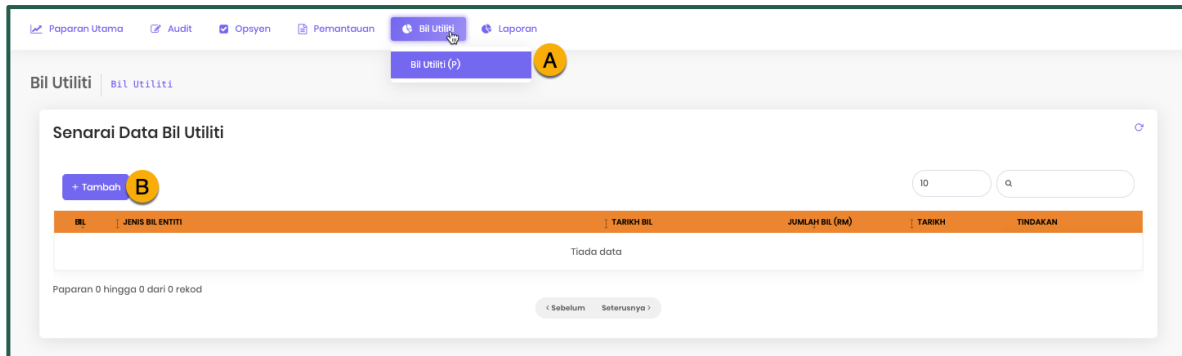 Paparan Utama Audit Opsyen Pemantauan Bil Utiliti Laporan
Bil Utiliti (P) A
Bil Utiliti Bil Utiliti
Senarai Data Bil Utiliti
+ Tambah B 10
BIL JENIS BIL ENTITI TARIKH BIL JUMLAH BIL (RM) TARIKH TINDAKAN
Tiada data
Paparan 0 hingga 0 dari 0 rekod
< Sebelum Seterusnya >